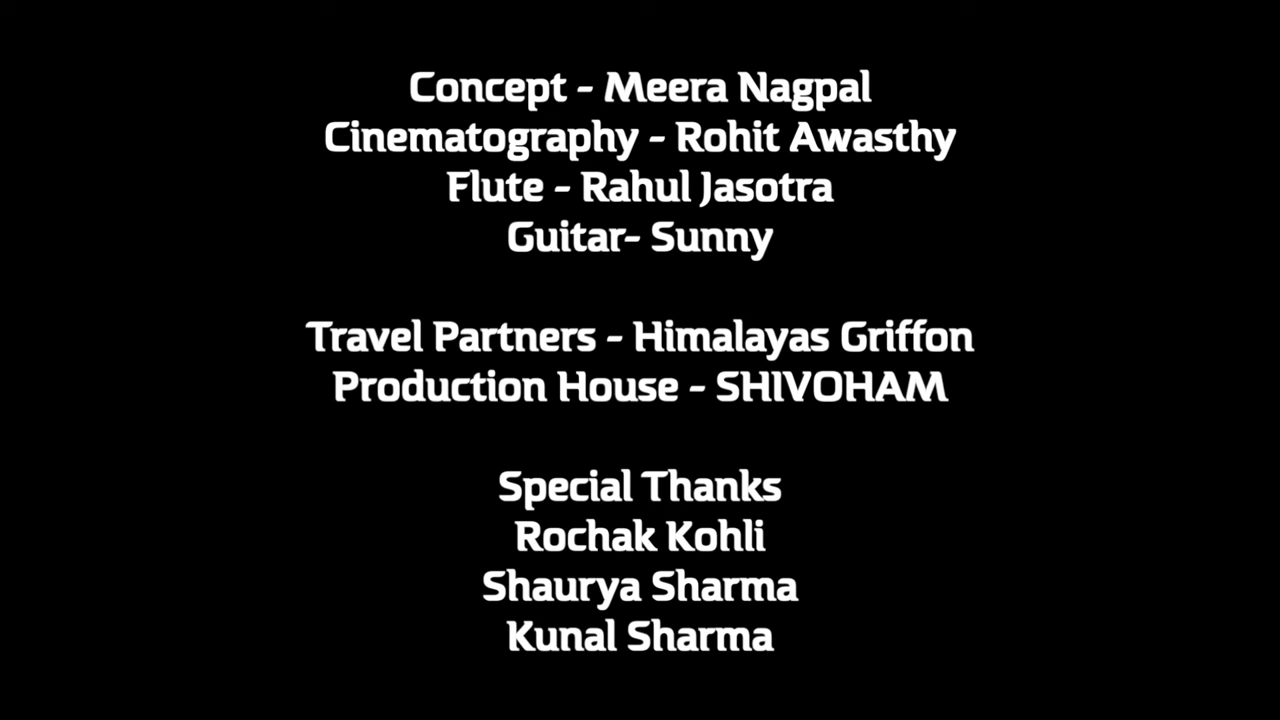 Concept - Meera Nagpal
Cinematography - Rohit Awasthy
Flute - Rahul Jasotra
Guitar- Sunny
Travel Partners - Himalayas Griffon
Production House - SHIVOHAM
Special Thanks
Rochak Kohli
Shaurya Sharma
Kunal Sharma